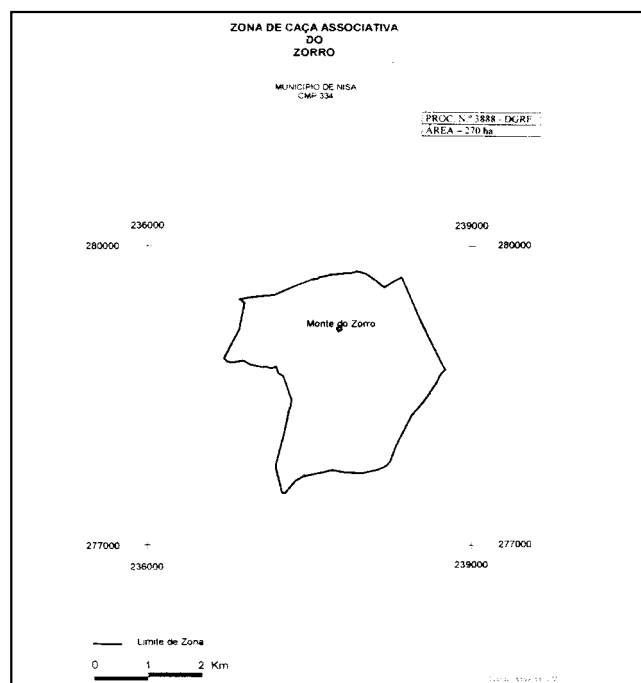 ZONA DE CAÇA ASSOCIATIVA
DO
ZORRO
MUNICIPIO DE NISA
CMP 334
PROC. N.º 3888 - DGRF
ÁREA - 270 ha
236000 239000
280000 280000
Monte do Zorro
277000 277000
236000 239000
Limite de Zona
0 1 2 Km